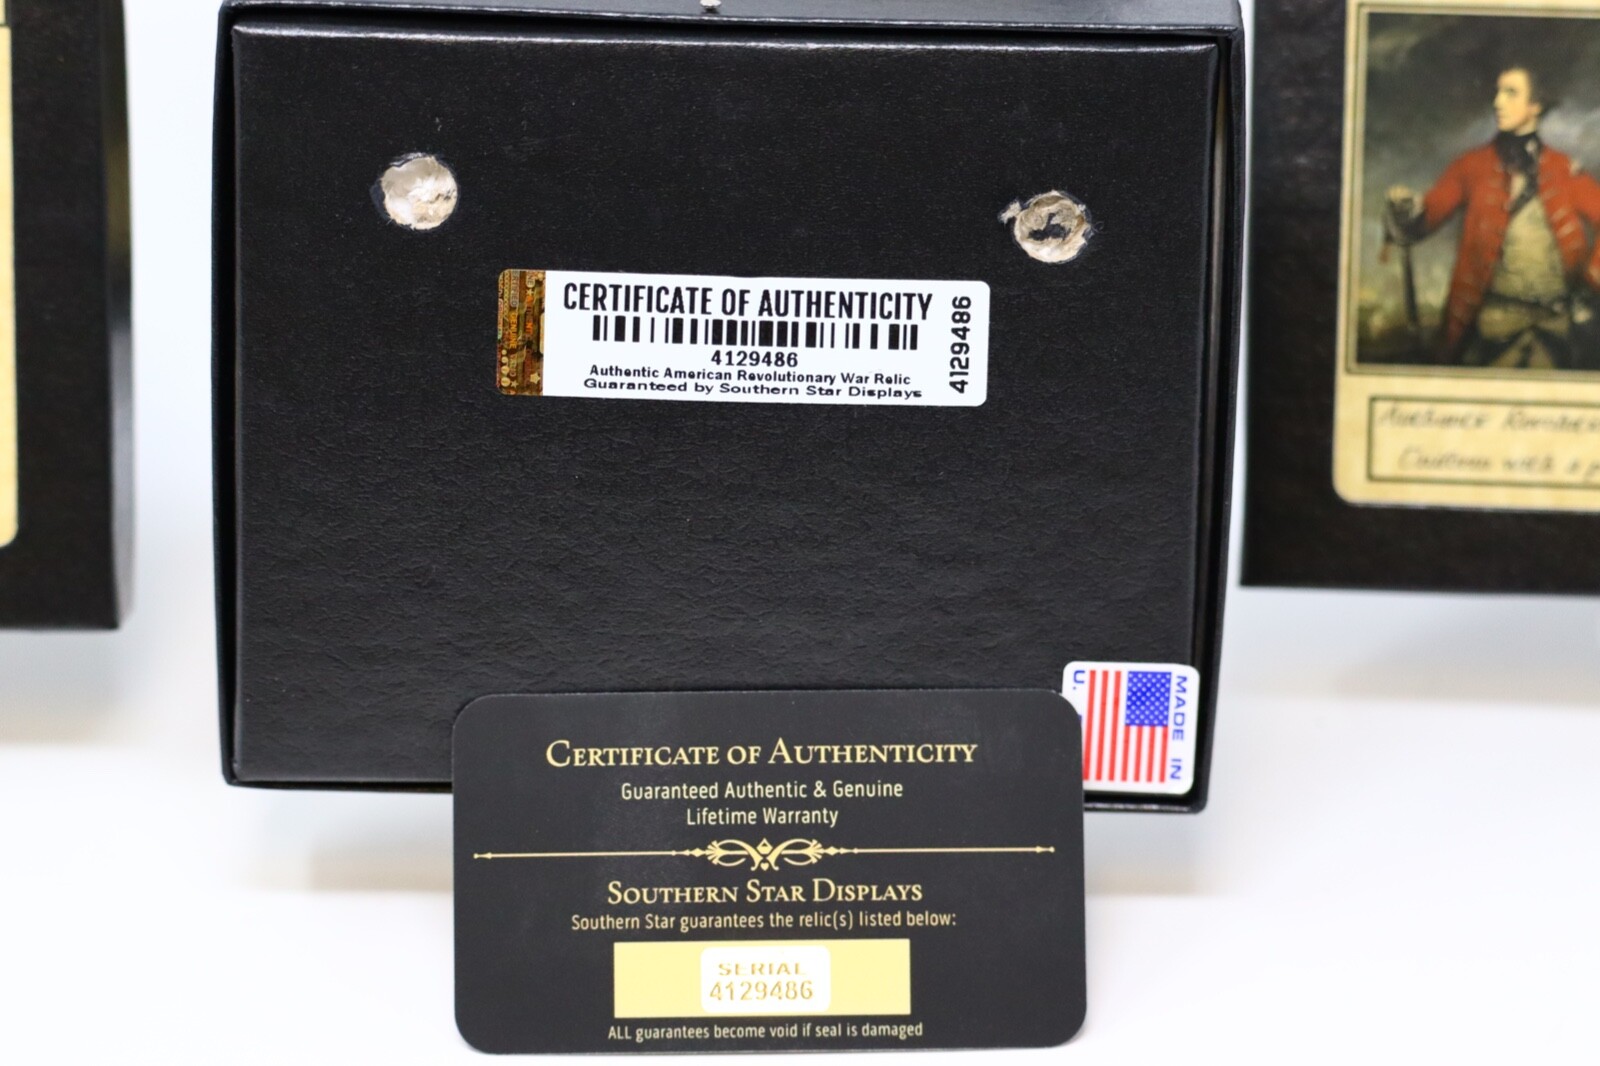 CERTIFICATE OF AUTHENTICITY
4129486
Authentic American Revolutionary War Relic
Guaranteed by Southern Star Displays
4129486
MADE IN
U.
CERTIFICATE OF AUTHENTICITY
Guaranteed Authentic & Genuine
Lifetime Warranty
SOUTHERN STAR DISPLAYS
Southern Star guarantees the relic(s) listed below:
SERIAL
4129486
ALL guarantees become void if seal is damaged